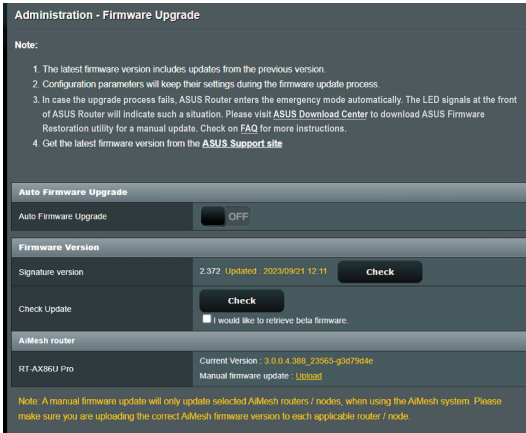 Administration - Firmware Upgrade
Note:
1. The latest firmware version includes updates from the previous version.
2. Configuration parameters will keep their settings during the firmware update process.
3. In case the upgrade process fails, ASUS Router enters the emergency mode automatically. The LED signals at the front
of ASUS Router will indicate such a situation. Please visit ASUS Download Center to download ASUS Firmware
Restoration utility for a manual update. Check on FAQ for more instructions.
4. Get the latest firmware version from the ASUS Support site
Auto Firmware Upgrade
Auto Firmware Upgrade OFF
Firmware Version
Signature version 2.372 Updated : 2023/09/21 12:11 Check
Check Update Check
I would like to retrieve beta firmware.
AiMesh router
RT-AX86U Pro Current Version : 3.0.0.4.388_23565-g3d79d4e
Manual firmware update : Upload
Note: A manual firmware update will only update selected AiMesh routers / nodes, when using the AiMesh system. Please
make sure you are uploading the correct AiMesh firmware version to each applicable router / node.